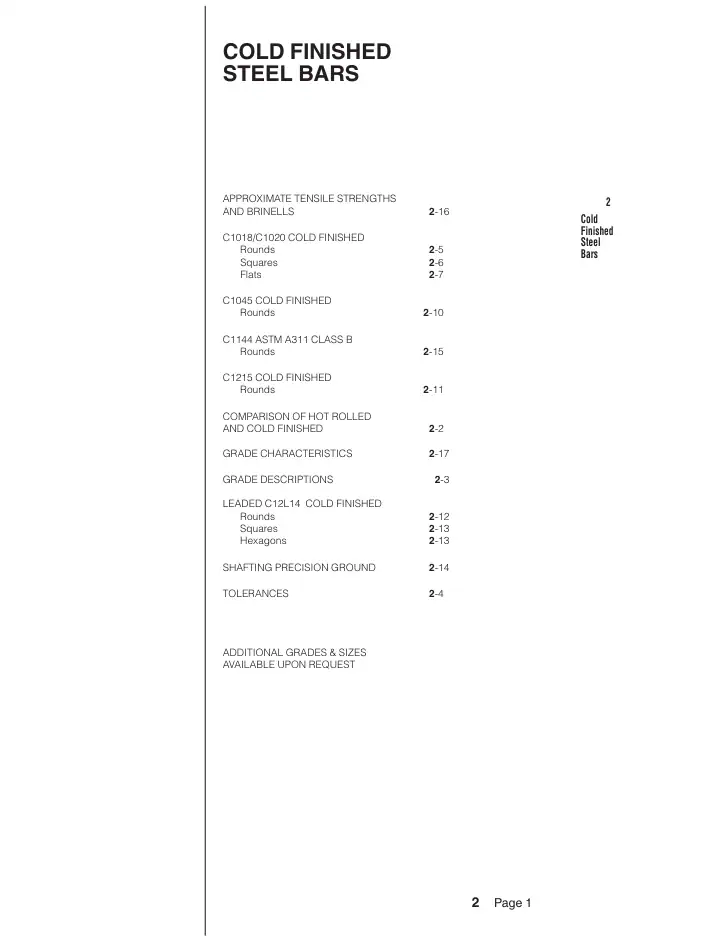 COLD FINISHED
STEEL BARS
APPROXIMATE TENSILE STRENGTHS
AND BRINELLS 2-16
C1018/C1020 COLD FINISHED
Rounds 2-5
Squares 2-6
Flats 2-7
C1045 COLD FINISHED
Rounds 2-10
C1144 ASTM A311 CLASS B
Rounds 2-15
C1215 COLD FINISHED
Rounds 2-11
COMPARISON OF HOT ROLLED
AND COLD FINISHED 2-2
GRADE CHARACTERISTICS 2-17
GRADE DESCRIPTIONS 2-3
LEADED C12L14 COLD FINISHED
Rounds 2-12
Squares 2-13
Hexagons 2-13
SHAFTING PRECISION GROUND 2-14
TOLERANCES 2-4
ADDITIONAL GRADES & SIZES
AVAILABLE UPON REQUEST
2
Cold
Finished
Steel
Bars
2 Page 1